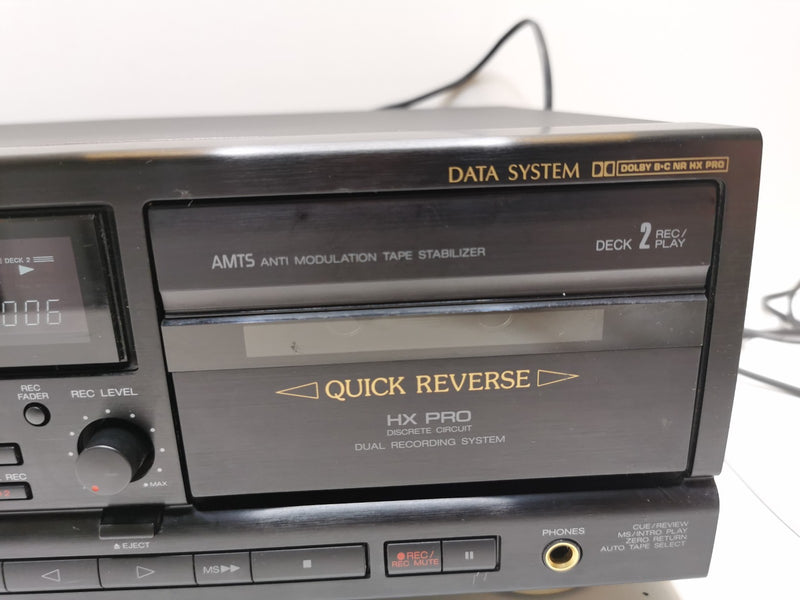 DATA SYSTEM DOLBY B•C NR HX PRO
AMTS ANTI MODULATION TAPE STABILIZER
DECK 2 REC/
PLAY
DECK 2
006
QUICK REVERSE
HX PRO
DISCRETE CIRCUIT
DUAL RECORDING SYSTEM
REC
FADER
REC LEVEL
MAX
REC
EJECT
MS
REC/
REC MUTE
PHONES
CUE/REVIEW
MS/INTRO PLAY
ZERO RETURN
AUTO TAPE SELECT